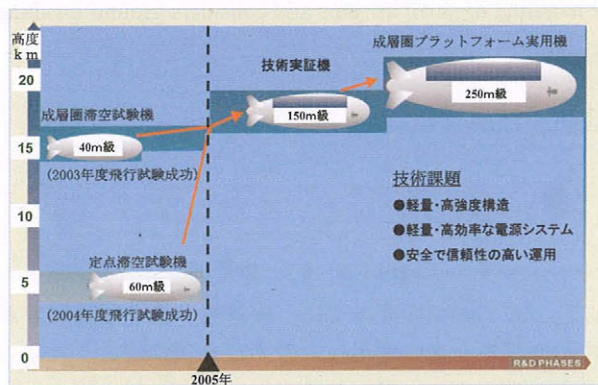 高度
km
20
15
10
5
0
成層圏滞空試験機
40m級
(2003年度飛行試験成功)
定点滞空試験機
60m級
(2004年度飛行試験成功)
技術実証機
150m級
成層圏プラットフォーム実用機
250m級
技術課題
●軽量・高強度構造
●軽量・高効率な電源システム
●安全で信頼性の高い運用
R&D PHASES
2005年